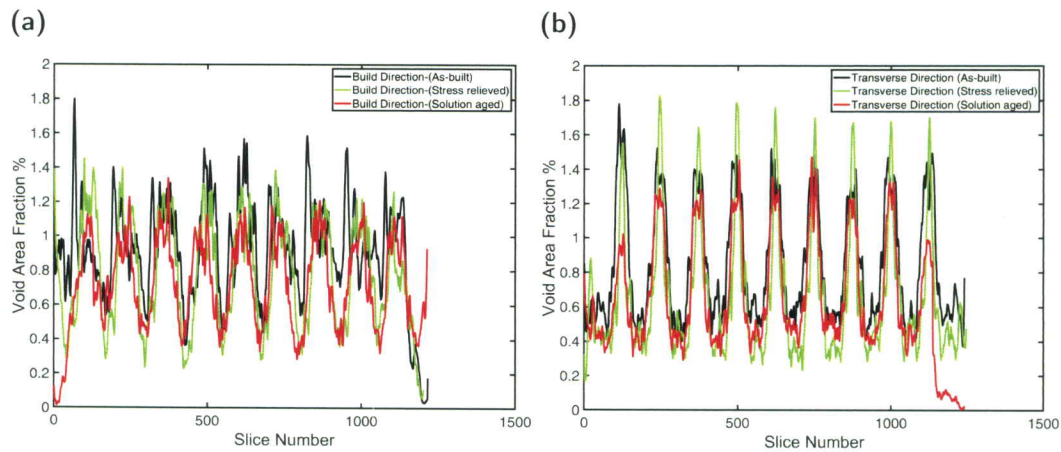 (a)
(b)
2
1.8
1.6
1.4
1.2
1
0.8
0.6
0.4
0.2
0
Void Area Fraction %
Build Direction-(As-built)
Build Direction-(Stress relieved)
Build Direction-(Solution aged)
0 500 1000 1500
Slice Number
2
1.8
1.6
1.4
1.2
1
0.8
0.6
0.4
0.2
0
Void Area Fraction %
Transverse Direction (As-built)
Transverse Direction (Stress relieved)
Transverse Direction (Solution aged)
0 500 1000 1500
Slice Number